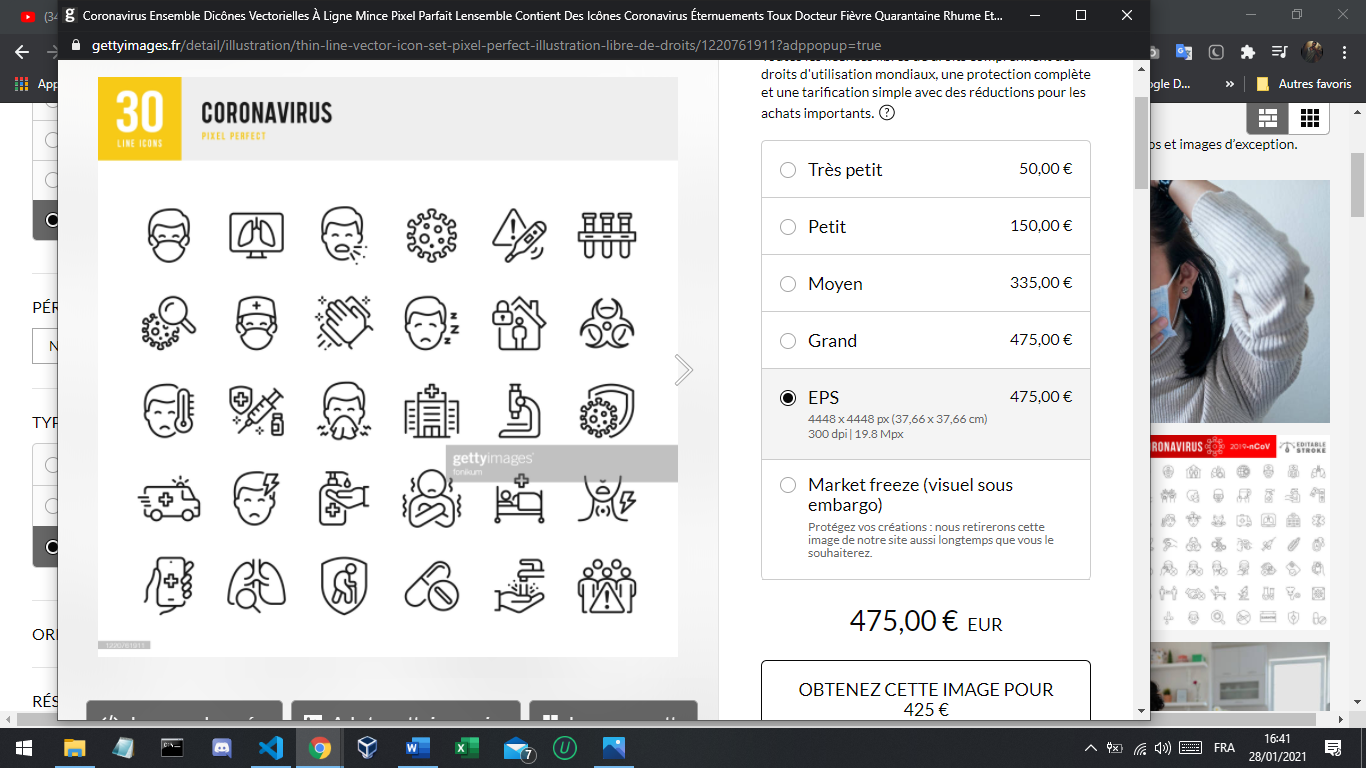 Coronavirus Ensemble Dicônes Vectorielles À Ligne Mince Pixel Parfait Lensemble Contient Des Icônes Coronavirus Éternuements Toux Docteur Fièvre Quarantaine Rhume Et...
gettyimages.fr/detail/illustration/thin-line-vector-icon-set-pixel-perfect-illustration-libre-de-droits/1220761911?adppopup=true
App
ogle D...
»
Autres favoris
30
LINE ICONS
CORONAVIRUS
PIXEL PERFECT
droits d'utilisation mondiaux, une protection complète
et une tarification simple avec des réductions pour les
achats importants. ?
Très petit 50,00 €
Petit 150,00 €
Moyen 335,00 €
Grand 475,00 €
EPS 475,00 €
4448 x 4448 px (37,66 x 37,66 cm)
300 dpi | 19.8 Mpx
Market freeze (visuel sous
embargo)
Protégez vos créations : nous retirerons cette
image de notre site aussi longtemps que vous le
souhaiterez.
475,00 € EUR
OBTENEZ CETTE IMAGE POUR
425 €
z z z
gettyimages
fonikum
1220761911
PÉR
N
TYP
ORI
RÉS
os et images d'exception.
RONAVIRUS
2019-nCoV
EDITABLE
STROKE
7
FRA
16:41
28/01/2021